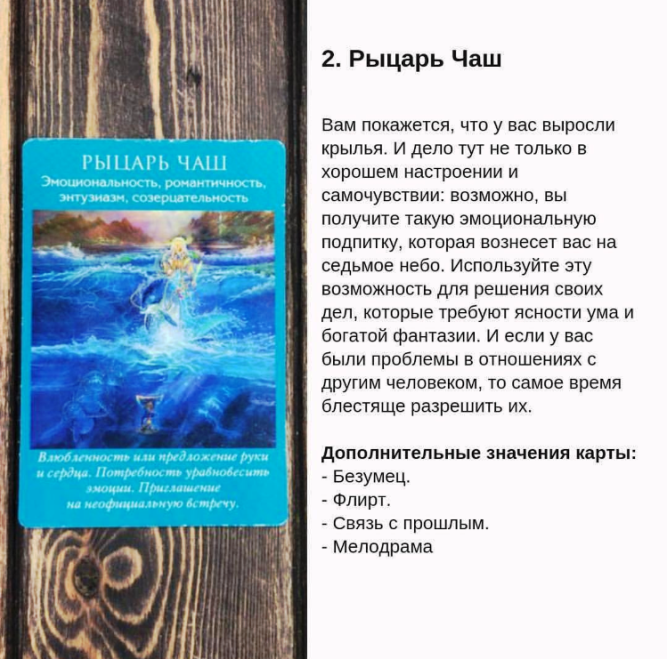 РЫЦАРЬ ЧАШ
Эмоциональность, романтичность,
энтузиазм, созерцательность
Влюбленность или предложение руки
и сердца. Потребность уравновесить
эмоции. Приглашение
на неофициальную встречу.
2. Рыцарь Чаш
Вам покажется, что у вас выросли
крылья. И дело тут не только в
хорошем настроении и
самочувствии: возможно, вы
получите такую эмоциональную
подпитку, которая вознесет вас на
седьмое небо. Используйте эту
возможность для решения своих
дел, которые требуют ясности ума и
богатой фантазии. И если у вас
были проблемы в отношениях с
другим человеком, то самое время
блестяще разрешить их.
Дополнительные значения карты:
- Безумец.
- Флирт.
- Связь с прошлым.
- Мелодрама